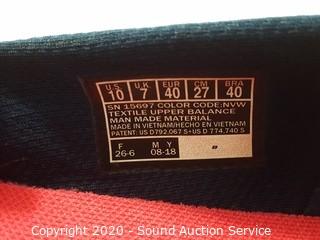 US UK EUR CM BRA
10 7 40 27 40
SN 15697 COLOR CODE:NVW
TEXTILE UPPER BALANCE
MAN MADE MATERIAL
MADE IN VIETNAM/HECHO EN VIETNAM
PATENT: US D792,067 S+US D 774,740 S
F M Y
26-6 08-18
Copyright 2020 - Sound Auction Service